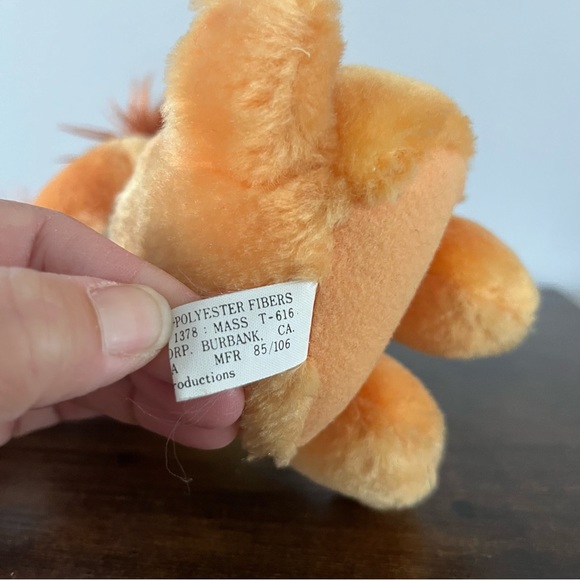 POLYESTER FIBERS
1378 : MASS T-616
ORP. BURBANK, CA.
A MFR 85/106
roductions